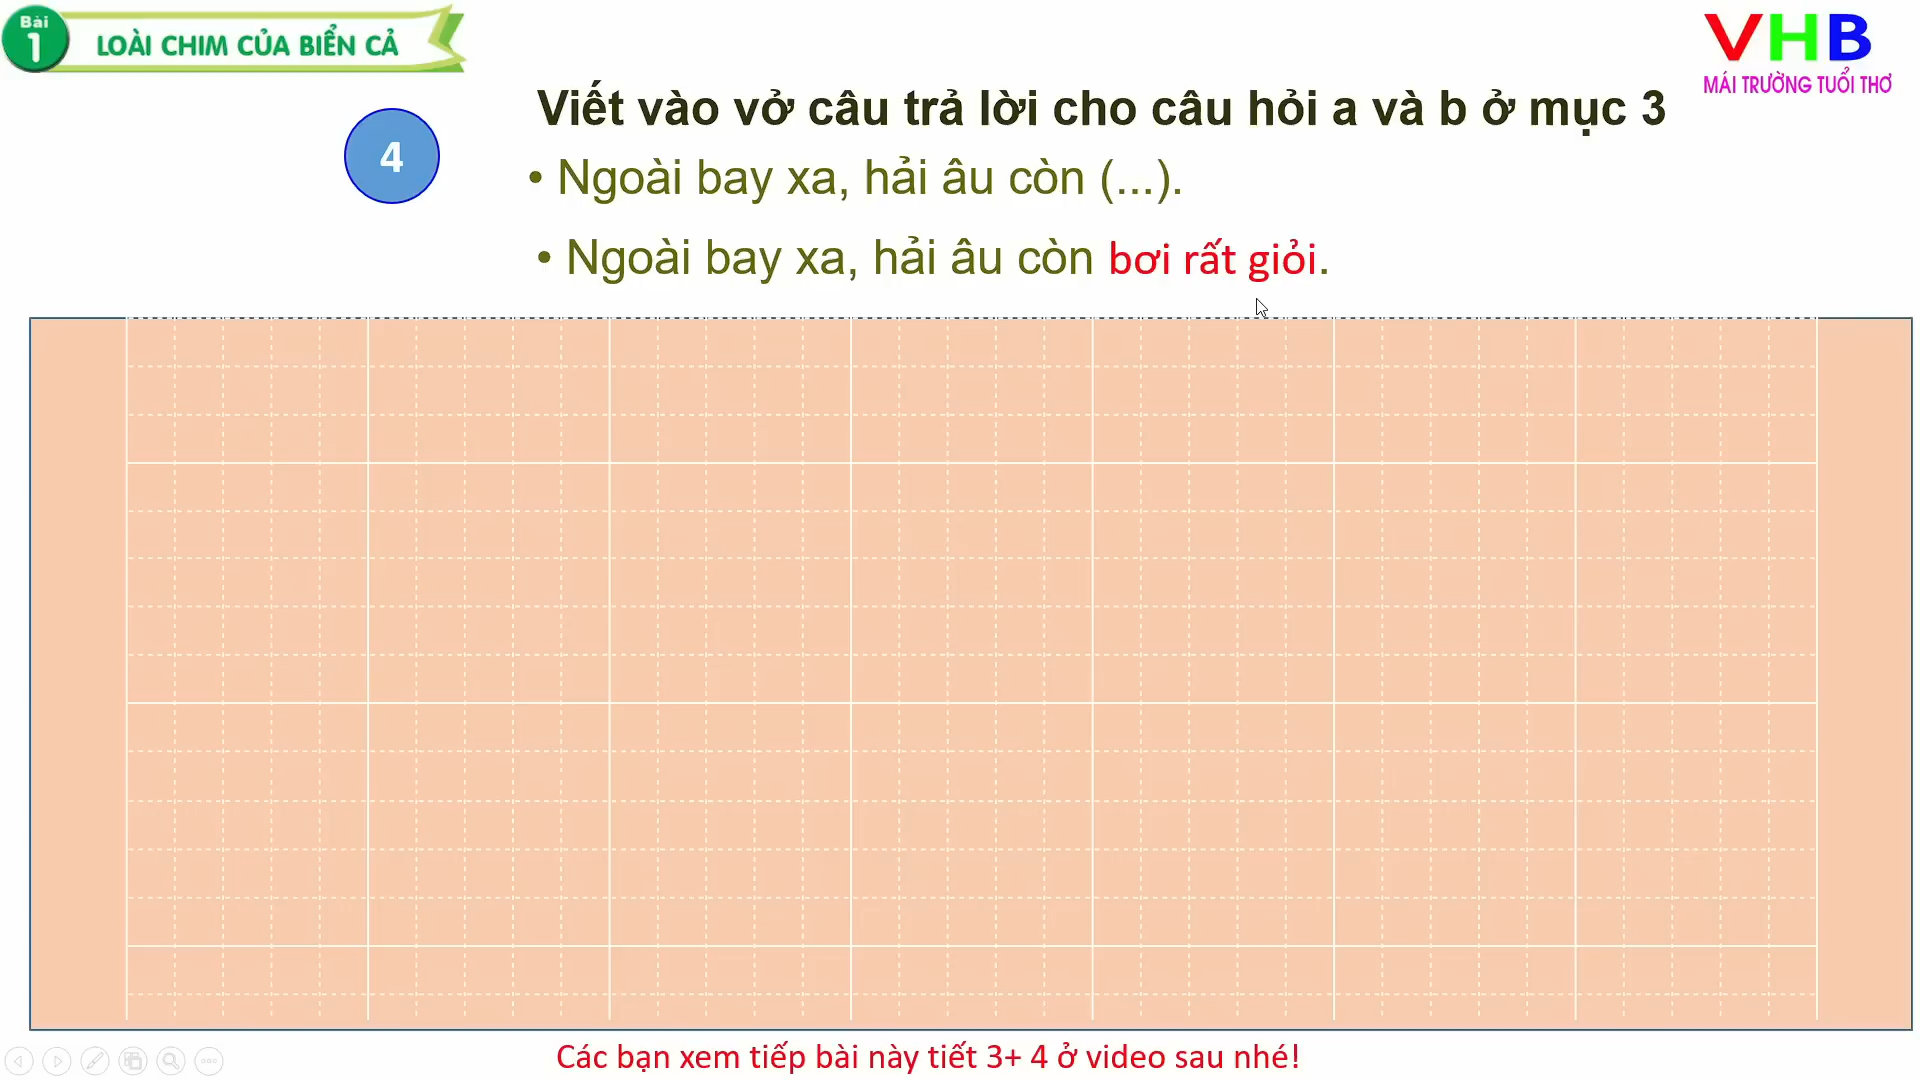 Bài
1
LOÀI CHIM CỦA BIỂN CẢ
VHB
MÁI TRƯỜNG TUỔI THƠ
4
Viết vào vở câu trả lời cho câu hỏi a và b ở mục 3
• Ngoài bay xa, hải âu còn (...).
• Ngoài bay xa, hải âu còn bơi rất giỏi.
Các bạn xem tiếp bài này tiết 3+ 4 ở video sau nhé!